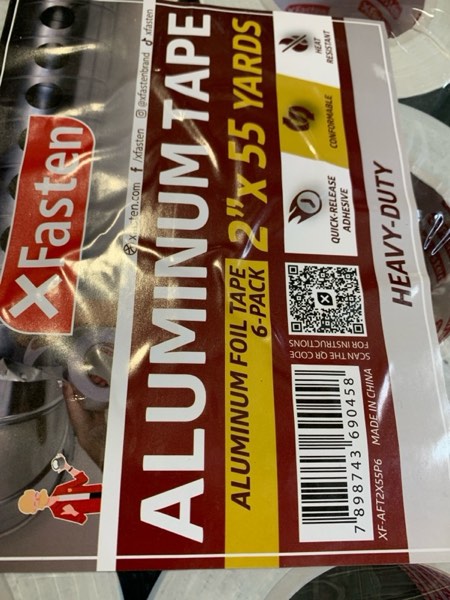 XFasten
xfasten.com /xfasten @xfastenbrand xfasten
ALUMINUM TAPE
ALUMINUM FOIL TAPE
6-PACK
2" X 55 YARDS
QUICK-RELEASE
ADHESIVE
CONFORMABLE
HEAT
RESISTANT
SCAN THE QR CODE
FOR INSTRUCTIONS
7 898743 690458
XF-AFT2X55P6 MADE IN CHINA
HEAVY-DUTY